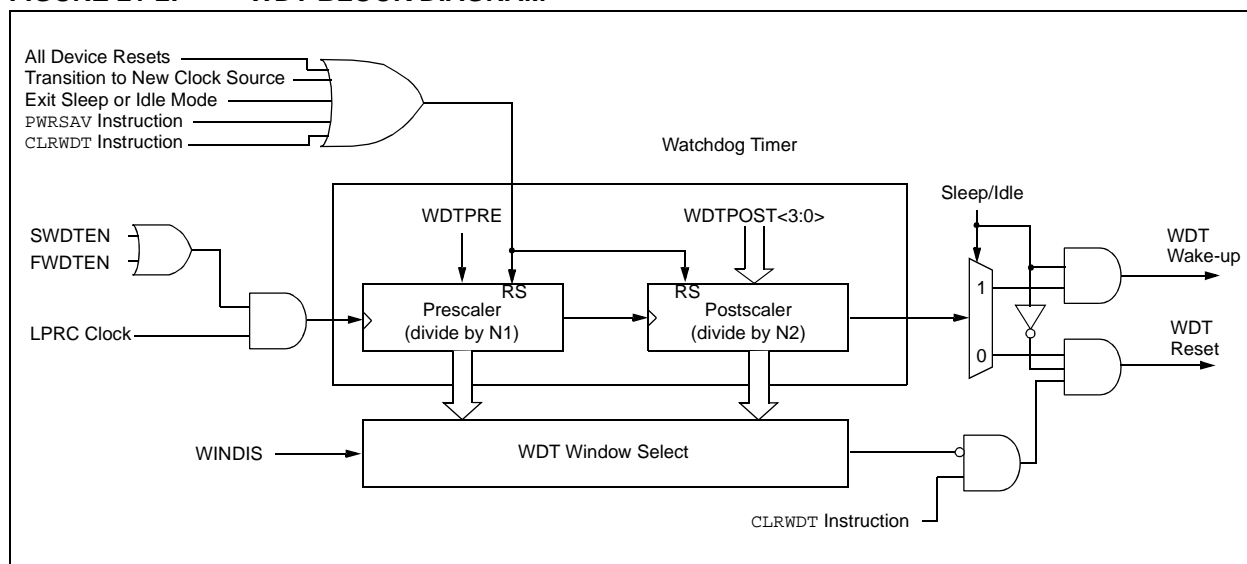 All Device Resets
Transition to New Clock Source
Exit Sleep or Idle Mode
PWRSAV Instruction
CLRWDT Instruction
Watchdog Timer
Sleep/Idle
WDTPRE
WDTPOST<3:0>
SWDTEN
FWDTEN
WDT
Wake-up
RS
RS
1
Prescaler
(divide by N1)
Postscaler
(divide by N2)
LPRC Clock
WDT
Reset
0
WINDIS
WDT Window Select
CLRWDT Instruction